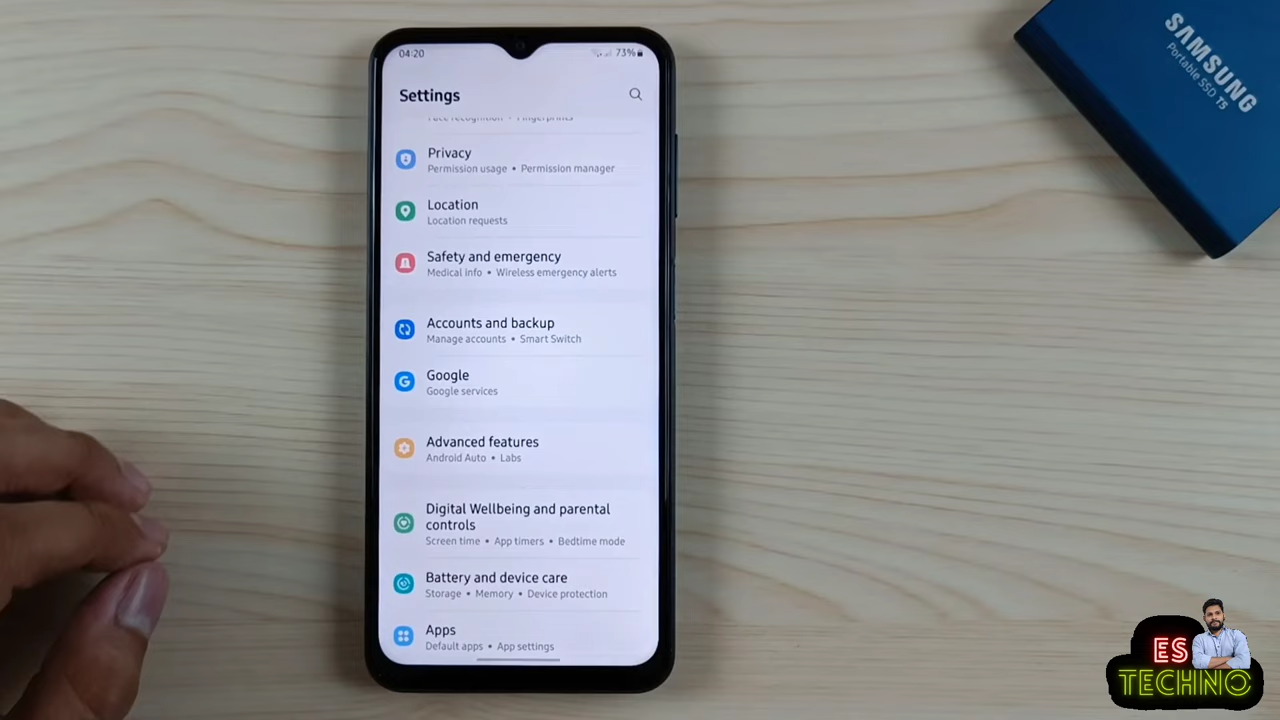 04:20
73%
Settings
Face recognition • Fingerprints
Privacy
Permission usage • Permission manager
Location
Location requests
Safety and emergency
Medical info • Wireless emergency alerts
Accounts and backup
Manage accounts • Smart Switch
Google
Google services
Advanced features
Android Auto • Labs
Digital Wellbeing and parental
controls
Screen time • App timers • Bedtime mode
Battery and device care
Storage • Memory • Device protection
Apps
Default apps • App settings
SAMSUNG
Portable SSD T5
ES
TECHNO